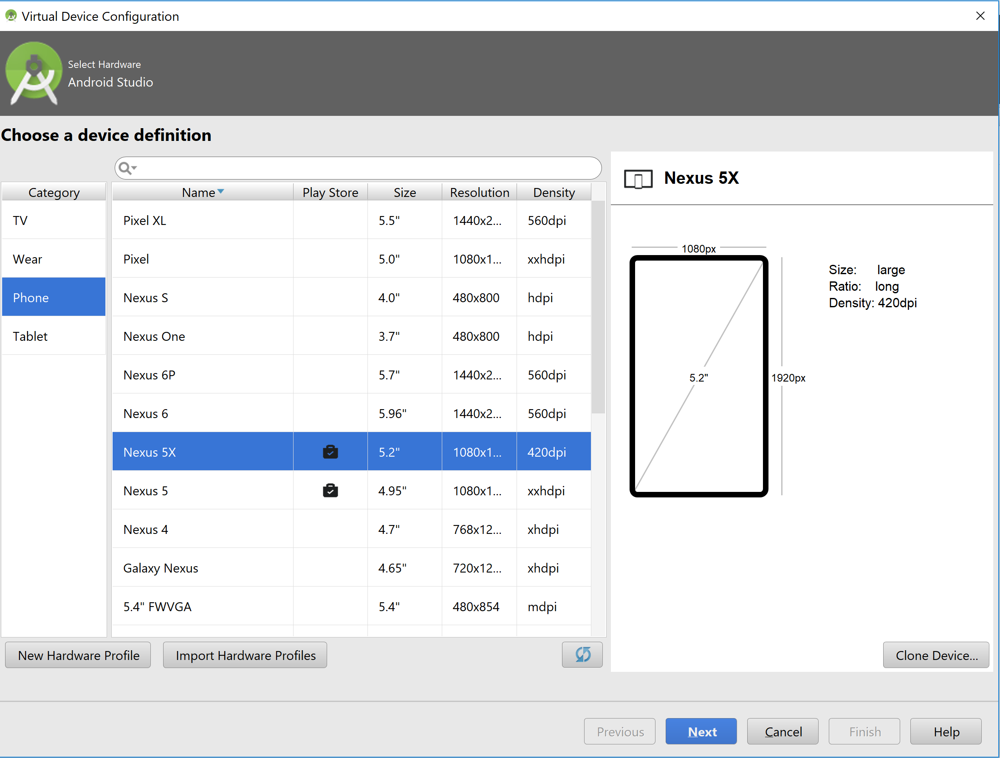 Virtual Device Configuration
Select Hardware
Android Studio
Choose a device definition
Category
TV
Wear
Phone
Tablet
Name Play Store Size Resolution Density
Pixel XL 5.5" 1440x2... 560dpi
Pixel 5.0" 1080x1... xxhdpi
Nexus S 4.0" 480x800 hdpi
Nexus One 3.7" 480x800 hdpi
Nexus 6P 5.7" 1440x2... 560dpi
Nexus 6 5.96" 1440x2... 560dpi
Nexus 5X 5.2" 1080x1... 420dpi
Nexus 5 4.95" 1080x1... xxhdpi
Nexus 4 4.7" 768x12... xhdpi
Galaxy Nexus 4.65" 720x12... xhdpi
5.4" FWVGA 5.4" 480x854 mdpi
New Hardware Profile Import Hardware Profiles
Nexus 5X
1080px
5.2"
1920px
Size: large
Ratio: long
Density: 420dpi
Clone Device...
Previous Next Cancel Finish Help